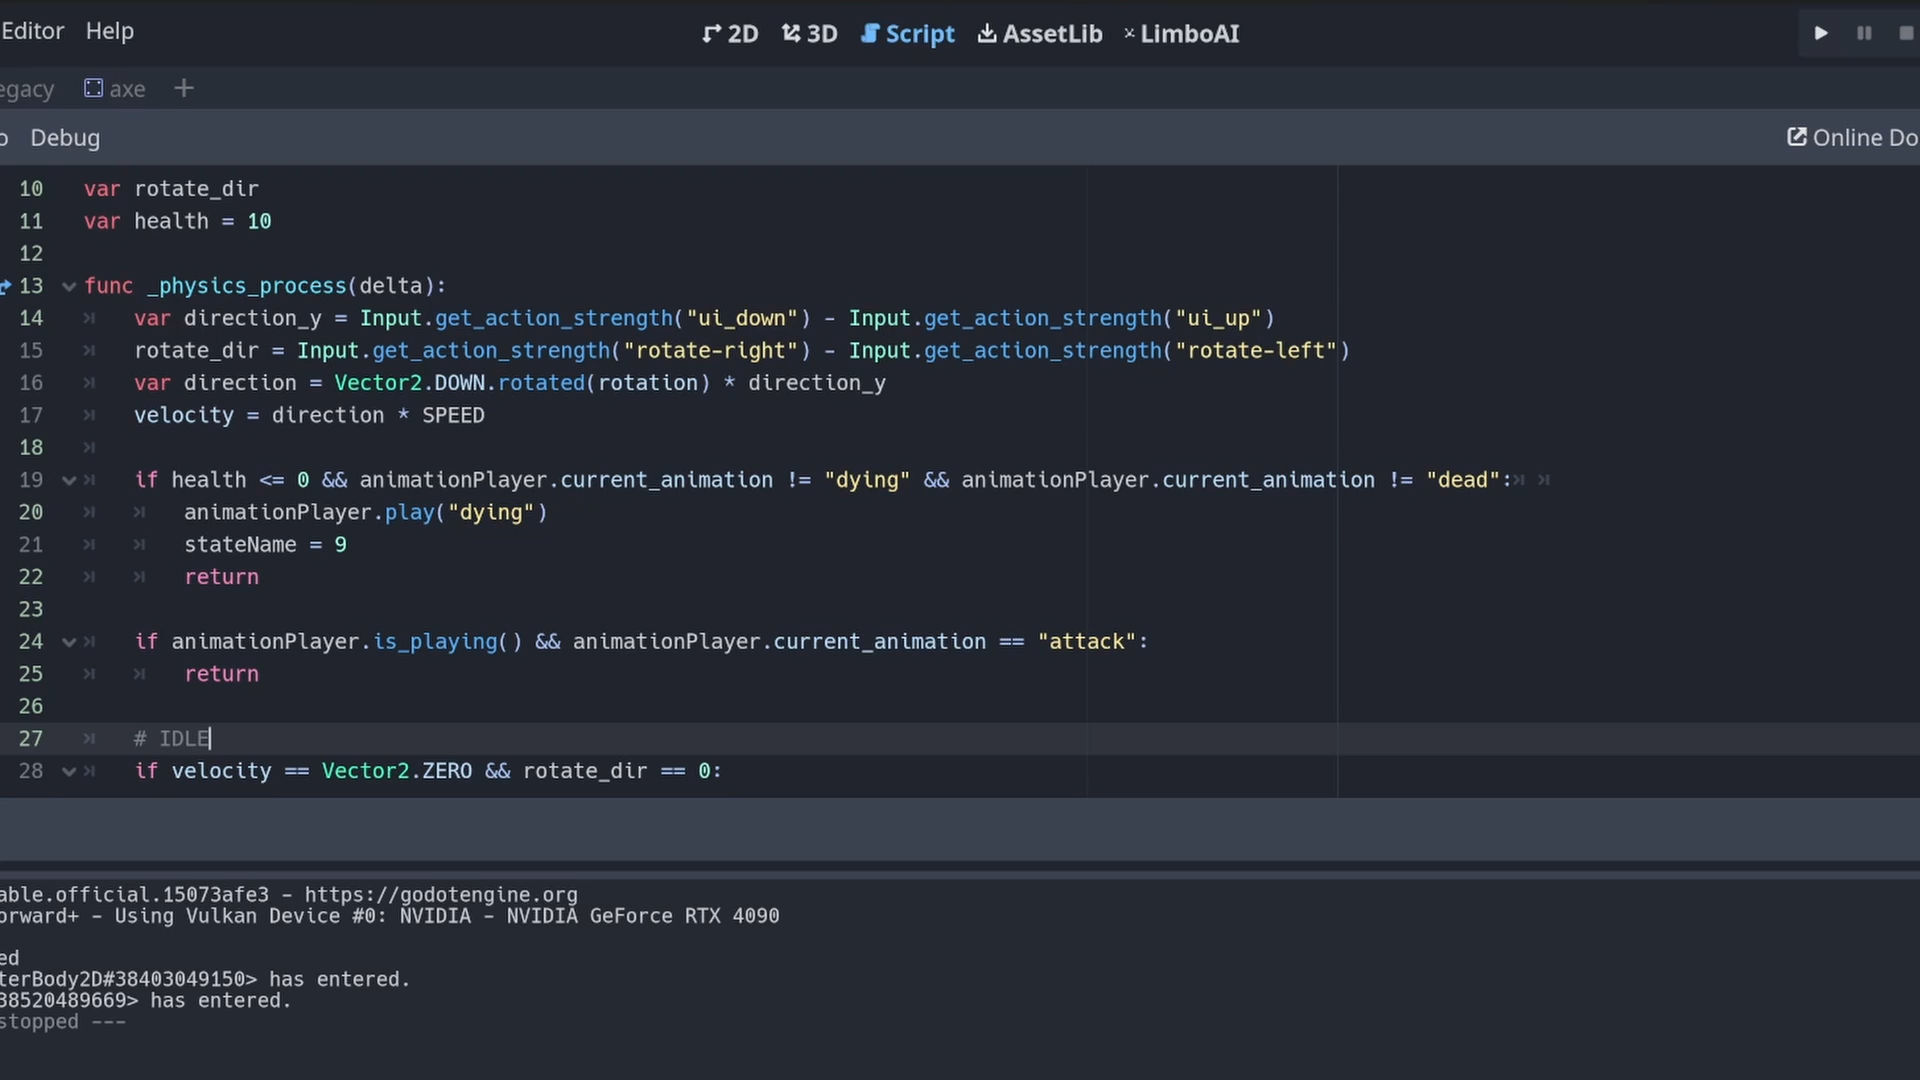 Editor Help
2D 3D Script AssetLib LimboAI
egacy axe +
o Debug
Online Do
10 var rotate_dir
11 var health = 10
12
13 func _physics_process(delta):
14 var direction_y = Input.get_action_strength("ui_down") - Input.get_action_strength("ui_up")
15 rotate_dir = Input.get_action_strength("rotate-right") - Input.get_action_strength("rotate-left")
16 var direction = Vector2.DOWN.rotated(rotation) * direction_y
17 velocity = direction * SPEED
18
19 if health <= 0 && animationPlayer.current_animation != "dying" && animationPlayer.current_animation != "dead":
20 animationPlayer.play("dying")
21 stateName = 9
22 return
23
24 if animationPlayer.is_playing() && animationPlayer.current_animation == "attack":
25 return
26
27 # IDLE
28 if velocity == Vector2.ZERO && rotate_dir == 0:
able.official.15073afe3 - https://godotengine.org
orward+ - Using Vulkan Device #0: NVIDIA - NVIDIA GeForce RTX 4090
ed
terBody2D#38403049150> has entered.
38520489669> has entered.
stopped ---